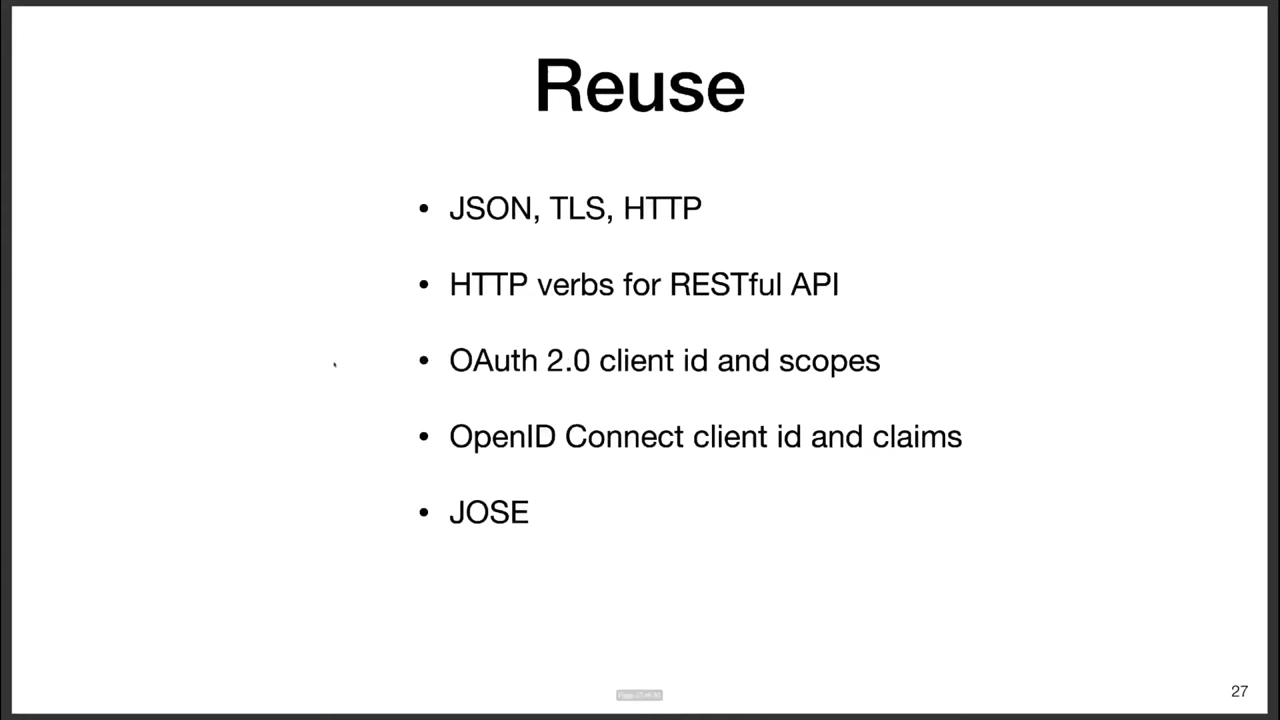 Reuse
• JSON, TLS, HTTP
• HTTP verbs for RESTful API
• OAuth 2.0 client id and scopes
• OpenID Connect client id and claims
• JOSE
27